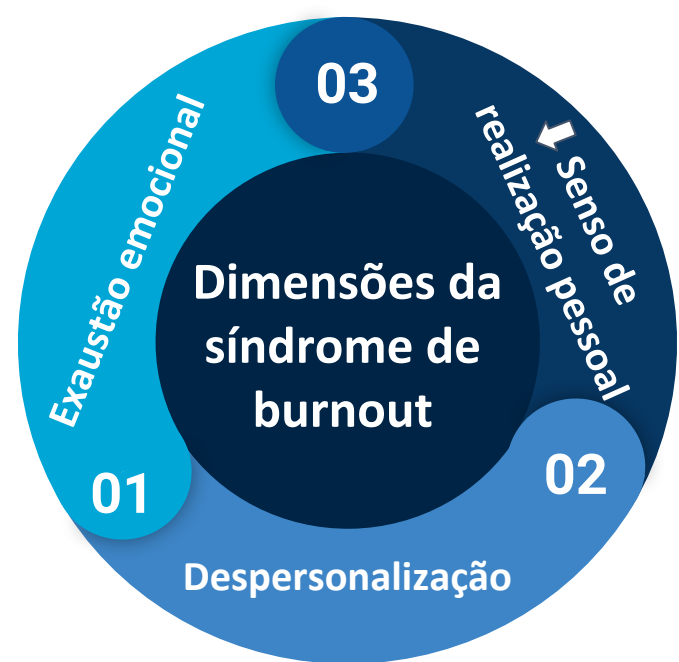 Dimensões da
síndrome de
burnout
01
Exaustão emocional
02
Despersonalização
03
Senso de
realização pessoal